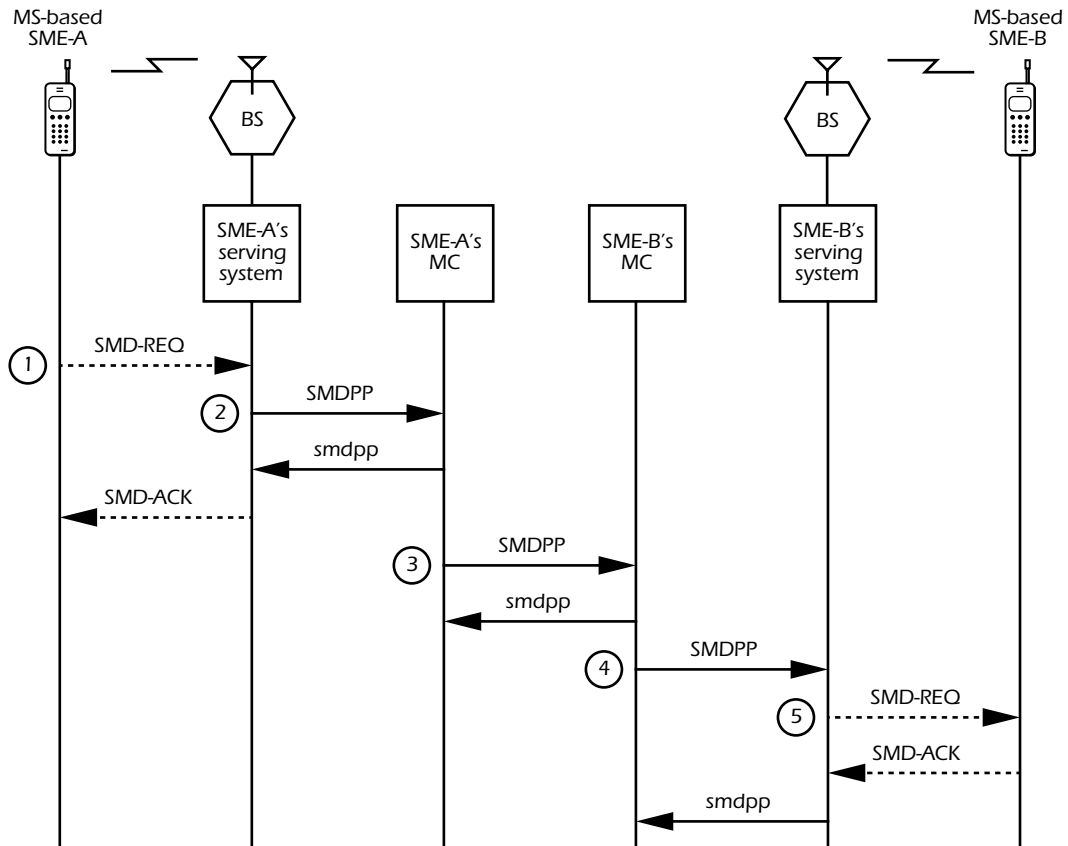 MS-based
SME-A
MS-based
SME-B
BS
BS
SME-A's
serving
system
SME-A's
MC
SME-B's
MC
SME-B's
serving
system
1
SMD-REQ
2
SMDPP
smdpp
SMD-ACK
3
SMDPP
smdpp
4
SMDPP
5
SMD-REQ
SMD-ACK
smdpp